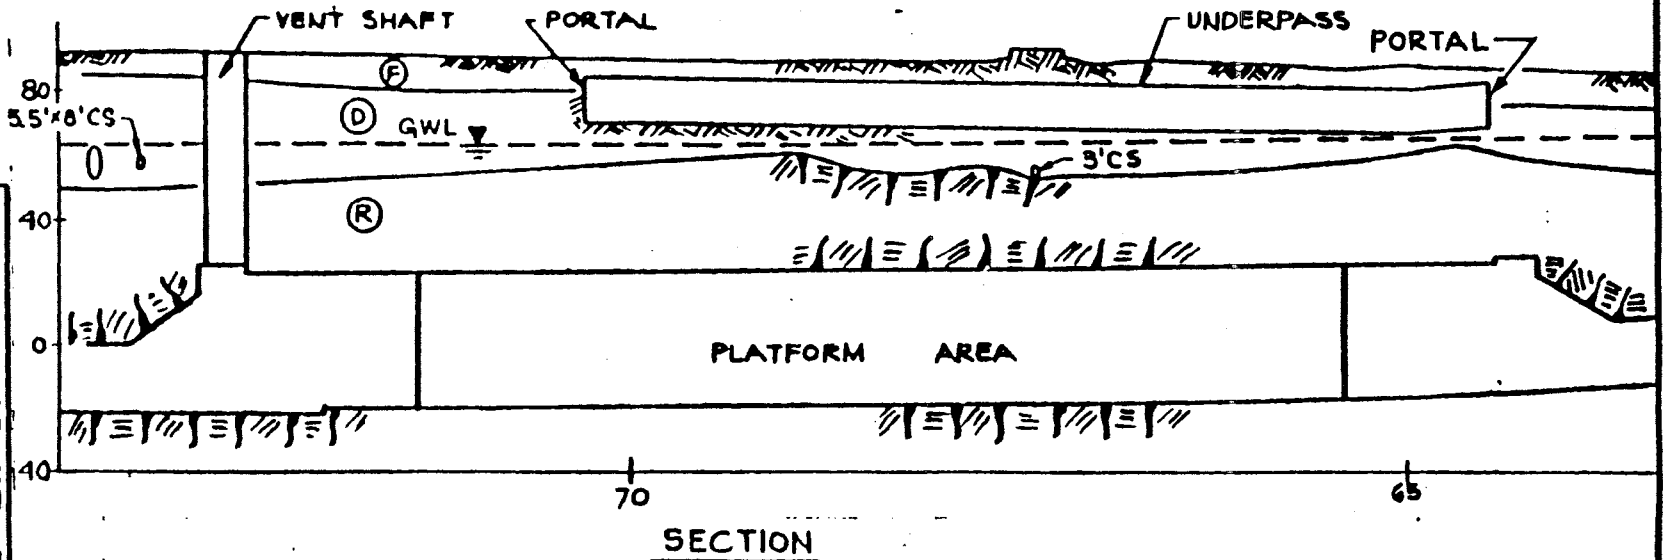 VENT SHAFT
PORTAL
UNDERPASS
PORTAL
F
80
5.5'x8'CS
D
GWL
3'CS
40
R
0
PLATFORM AREA
40
70
65
SECTION